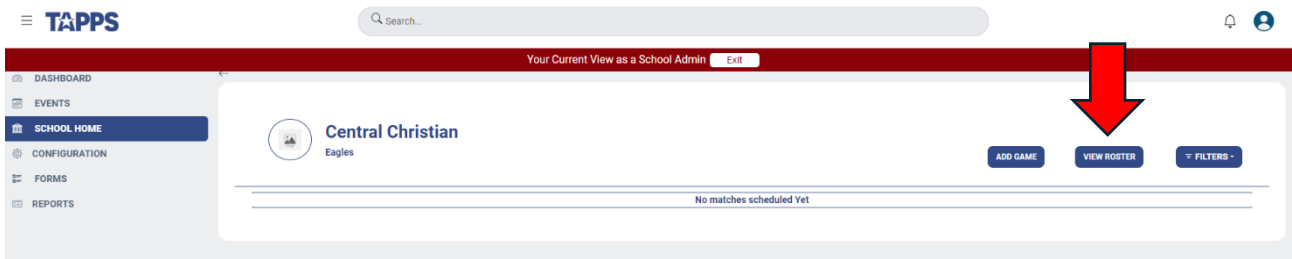 TAPPS
Search...
Your Current View as a School Admin Exit
DASHBOARD
EVENTS
SCHOOL HOME
CONFIGURATION
FORMS
REPORTS
Central Christian
Eagles
ADD GAME
VIEW ROSTER
FILTERS
No matches scheduled Yet